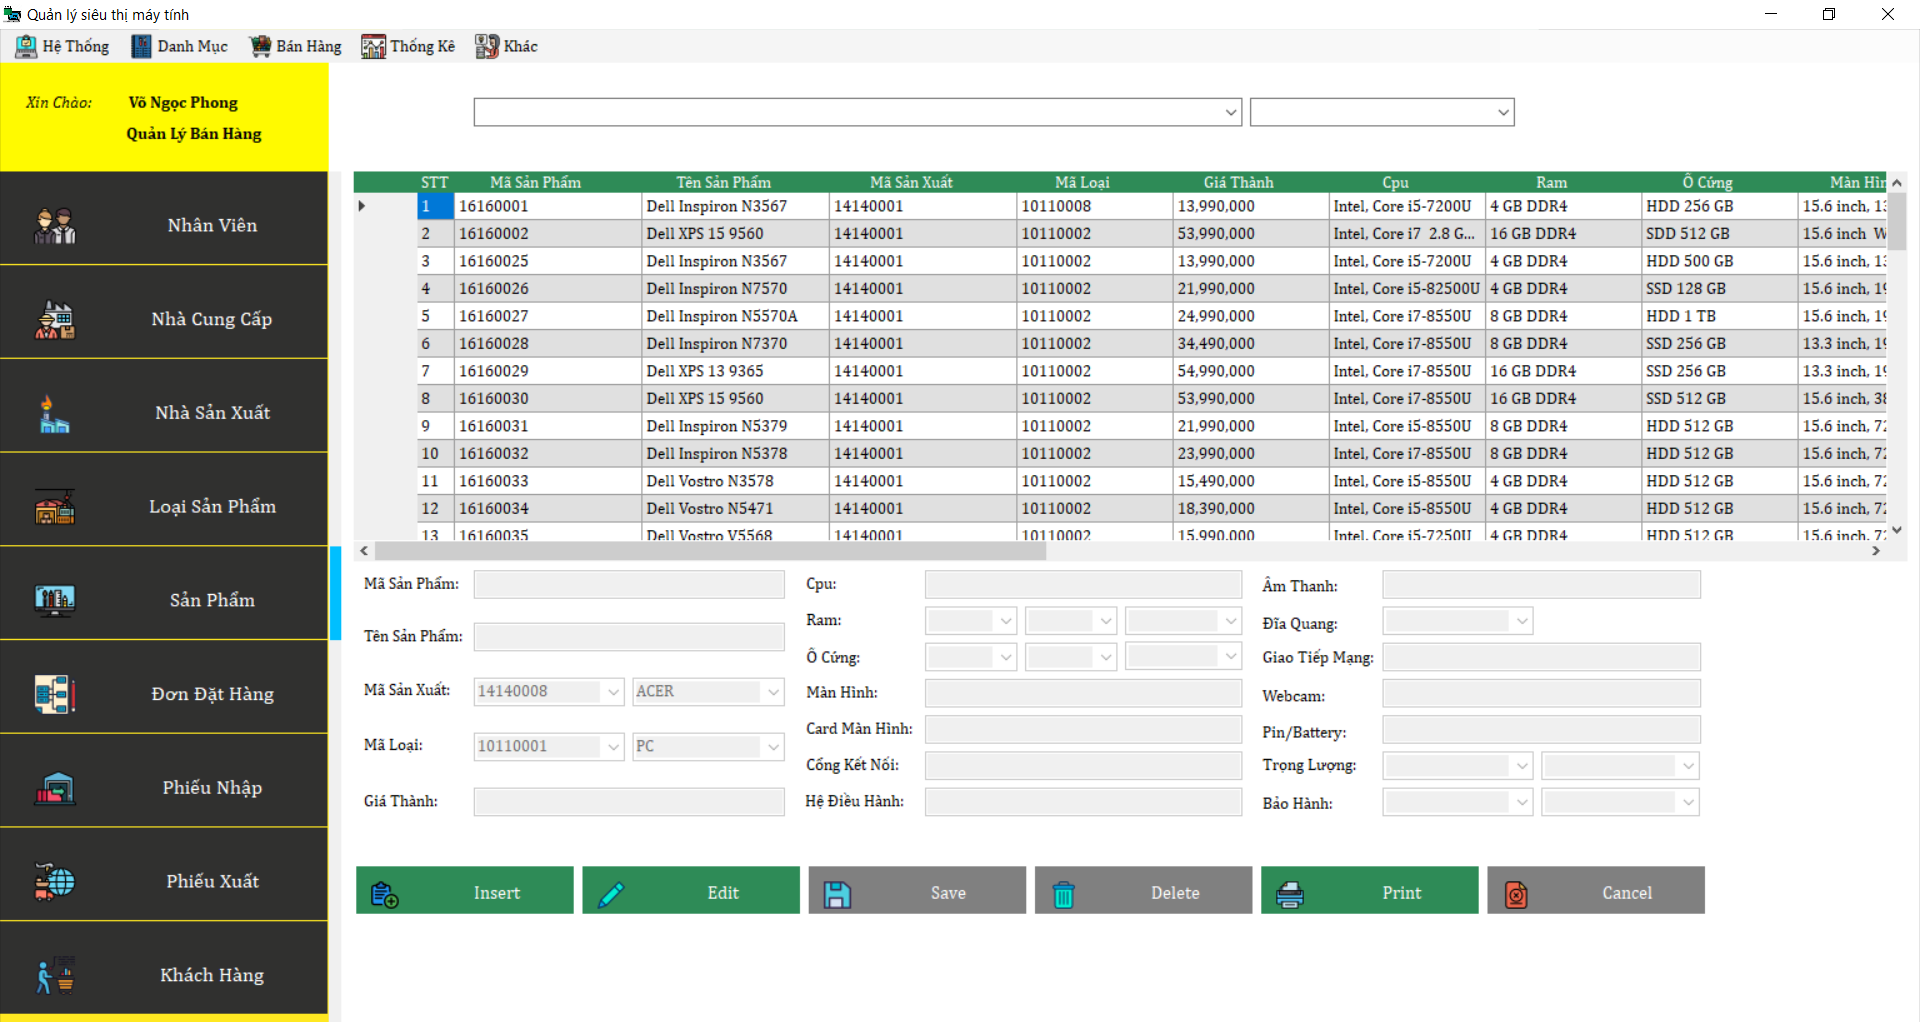 Quản lý siêu thị máy tính
Hệ Thống Danh Mục Bán Hàng Thống Kê Khác
Xin Chào: Võ Ngọc Phong
Quản Lý Bán Hàng
Nhân Viên
Nhà Cung Cấp
Nhà Sản Xuất
Loại Sản Phẩm
Sản Phẩm
Đơn Đặt Hàng
Phiếu Nhập
Phiếu Xuất
Khách Hàng
STT Mã Sản Phẩm Tên Sản Phẩm Mã Sản Xuất Mã Loại Giá Thành Cpu Ram Ô Cứng Màn Hìn
1 16160001 Dell Inspiron N3567 14140001 10110008 13,990,000 Intel, Core i5-7200U 4 GB DDR4 HDD 256 GB 15.6 inch, 13
2 16160002 Dell XPS 15 9560 14140001 10110002 53,990,000 Intel, Core i7 2.8 G... 16 GB DDR4 SDD 512 GB 15.6 inch W
3 16160025 Dell Inspiron N3567 14140001 10110002 13,990,000 Intel, Core i5-7200U 4 GB DDR4 HDD 500 GB 15.6 inch, 13
4 16160026 Dell Inspiron N7570 14140001 10110002 21,990,000 Intel, Core i5-82500U 4 GB DDR4 SSD 128 GB 15.6 inch, 19
5 16160027 Dell Inspiron N5570A 14140001 10110002 24,990,000 Intel, Core i7-8550U 8 GB DDR4 HDD 1 TB 15.6 inch, 19
6 16160028 Dell Inspiron N7370 14140001 10110002 34,490,000 Intel, Core i7-8550U 8 GB DDR4 SSD 256 GB 13.3 inch, 19
7 16160029 Dell XPS 13 9365 14140001 10110002 54,990,000 Intel, Core i7-8550U 16 GB DDR4 SSD 256 GB 13.3 inch, 19
8 16160030 Dell XPS 15 9560 14140001 10110002 53,990,000 Intel, Core i7-8550U 16 GB DDR4 SSD 512 GB 15.6 inch, 38
9 16160031 Dell Inspiron N5379 14140001 10110002 21,990,000 Intel, Core i5-8550U 8 GB DDR4 HDD 512 GB 15.6 inch, 72
10 16160032 Dell Inspiron N5378 14140001 10110002 23,990,000 Intel, Core i7-8550U 8 GB DDR4 HDD 512 GB 15.6 inch, 72
11 16160033 Dell Vostro N3578 14140001 10110002 15,490,000 Intel, Core i5-8550U 4 GB DDR4 HDD 512 GB 15.6 inch, 72
12 16160034 Dell Vostro N5471 14140001 10110002 18,390,000 Intel, Core i5-8550U 4 GB DDR4 HDD 512 GB 15.6 inch, 72
13 16160035 Dell Vostro V5568 14140001 10110002 15,990,000 Intel, Core i5-7250U 4 GB DDR4 HDD 512 GB 15.6 inch, 72
Mã Sản Phẩm: Cpu: Âm Thanh:
Ram: Đĩa Quang:
Tên Sản Phẩm: Ô Cứng: Giao Tiếp Mạng:
Mã Sản Xuất: 14140008 ACER Màn Hình: Webcam:
Card Màn Hình: Pin/Battery:
Mã Loại: 10110001 PC Cổng Kết Nối: Trọng Lượng:
Giá Thành: Hệ Điều Hành: Bảo Hành:
Insert Edit Save Delete Print Cancel